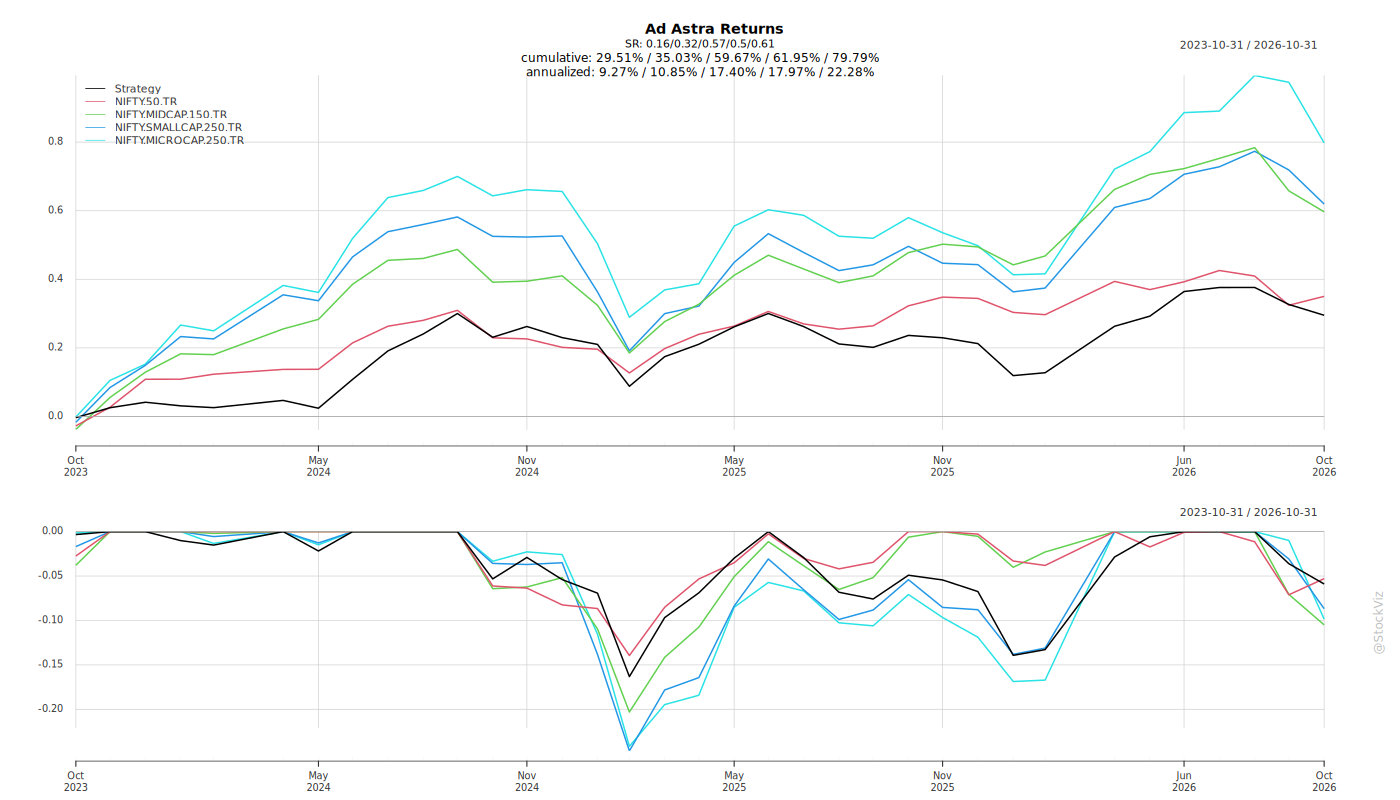 Ad Astra Returns
SR: 0.16/0.32/0.57/0.5/0.61
cumulative: 29.51% / 35.03% / 59.67% / 61.95% / 79.79%
annualized: 9.27% / 10.85% / 17.40% / 17.97% / 22.28%
2023-10-31 / 2026-10-31
Strategy
NIFTY.50.TR
NIFTY.MIDCAP.150.TR
NIFTY.SMALLCAP.250.TR
NIFTY.MICROCAP.250.TR
0.8
0.6
0.4
0.2
0.0
Oct
2023
May
2024
Nov
2024
May
2025
Nov
2025
Jun
2026
Oct
2026
2023-10-31 / 2026-10-31
0.00
-0.05
-0.10
-0.15
-0.20
Oct
2023
May
2024
Nov
2024
May
2025
Nov
2025
Jun
2026
Oct
2026
@StockViz